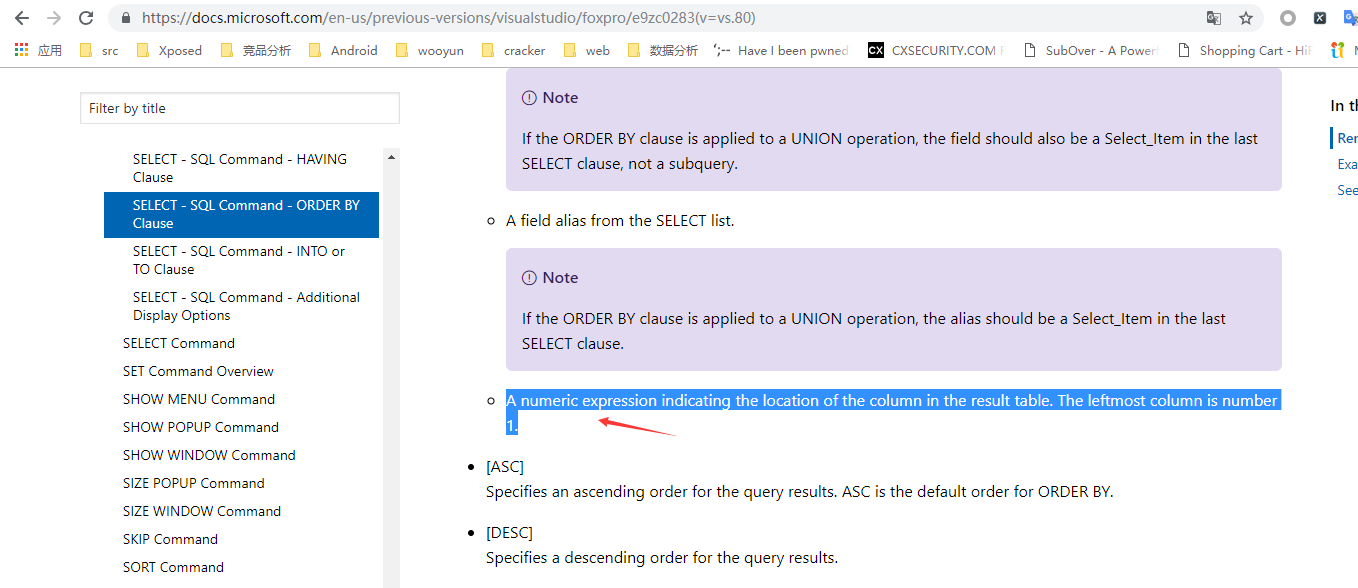 https://docs.microsoft.com/en-us/previous-versions/visualstudio/foxpro/e9zc0283(v=vs.80)
应用 src Xposed 竞品分析 Android wooyun cracker web 数据分析 Have I been pwned CXSECURITY.COM SubOver - A Power Shopping Cart - Hi
Filter by title
SELECT - SQL Command - HAVING
Clause
SELECT - SQL Command - ORDER BY
Clause
SELECT - SQL Command - INTO or
TO Clause
SELECT - SQL Command - Additional
Display Options
SELECT Command
SET Command Overview
SHOW MENU Command
SHOW POPUP Command
SHOW WINDOW Command
SIZE POPUP Command
SIZE WINDOW Command
SKIP Command
SORT Command
Note
If the ORDER BY clause is applied to a UNION operation, the field should also be a Select_Item in the last
SELECT clause, not a subquery.
A field alias from the SELECT list.
Note
If the ORDER BY clause is applied to a UNION operation, the alias should be a Select_Item in the last
SELECT clause.
A numeric expression indicating the location of the column in the result table. The leftmost column is number
1.
[ASC]
Specifies an ascending order for the query results. ASC is the default order for ORDER BY.
[DESC]
Specifies a descending order for the query results.
In th
Rer
Exa
See